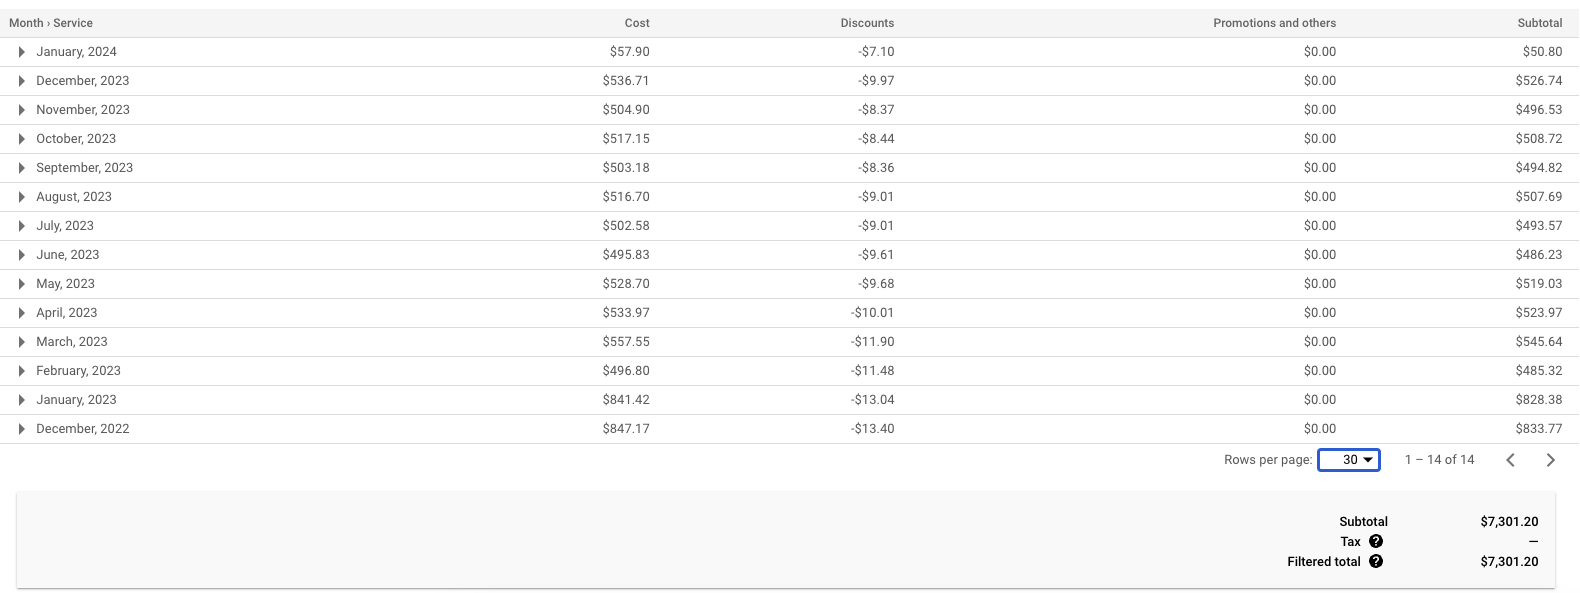 Month › Service Cost Discounts Promotions and others Subtotal
January, 2024 $57.90 -$7.10 $0.00 $50.80
December, 2023 $536.71 -$9.97 $0.00 $526.74
November, 2023 $504.90 -$8.37 $0.00 $496.53
October, 2023 $517.15 -$8.44 $0.00 $508.72
September, 2023 $503.18 -$8.36 $0.00 $494.82
August, 2023 $516.70 -$9.01 $0.00 $507.69
July, 2023 $502.58 -$9.01 $0.00 $493.57
June, 2023 $495.83 -$9.61 $0.00 $486.23
May, 2023 $528.70 -$9.68 $0.00 $519.03
April, 2023 $533.97 -$10.01 $0.00 $523.97
March, 2023 $557.55 -$11.90 $0.00 $545.64
February, 2023 $496.80 -$11.48 $0.00 $485.32
January, 2023 $841.42 -$13.04 $0.00 $828.38
December, 2022 $847.17 -$13.40 $0.00 $833.77
Rows per page: 30 1 – 14 of 14
Subtotal $7,301.20
Tax ? —
Filtered total ? $7,301.20